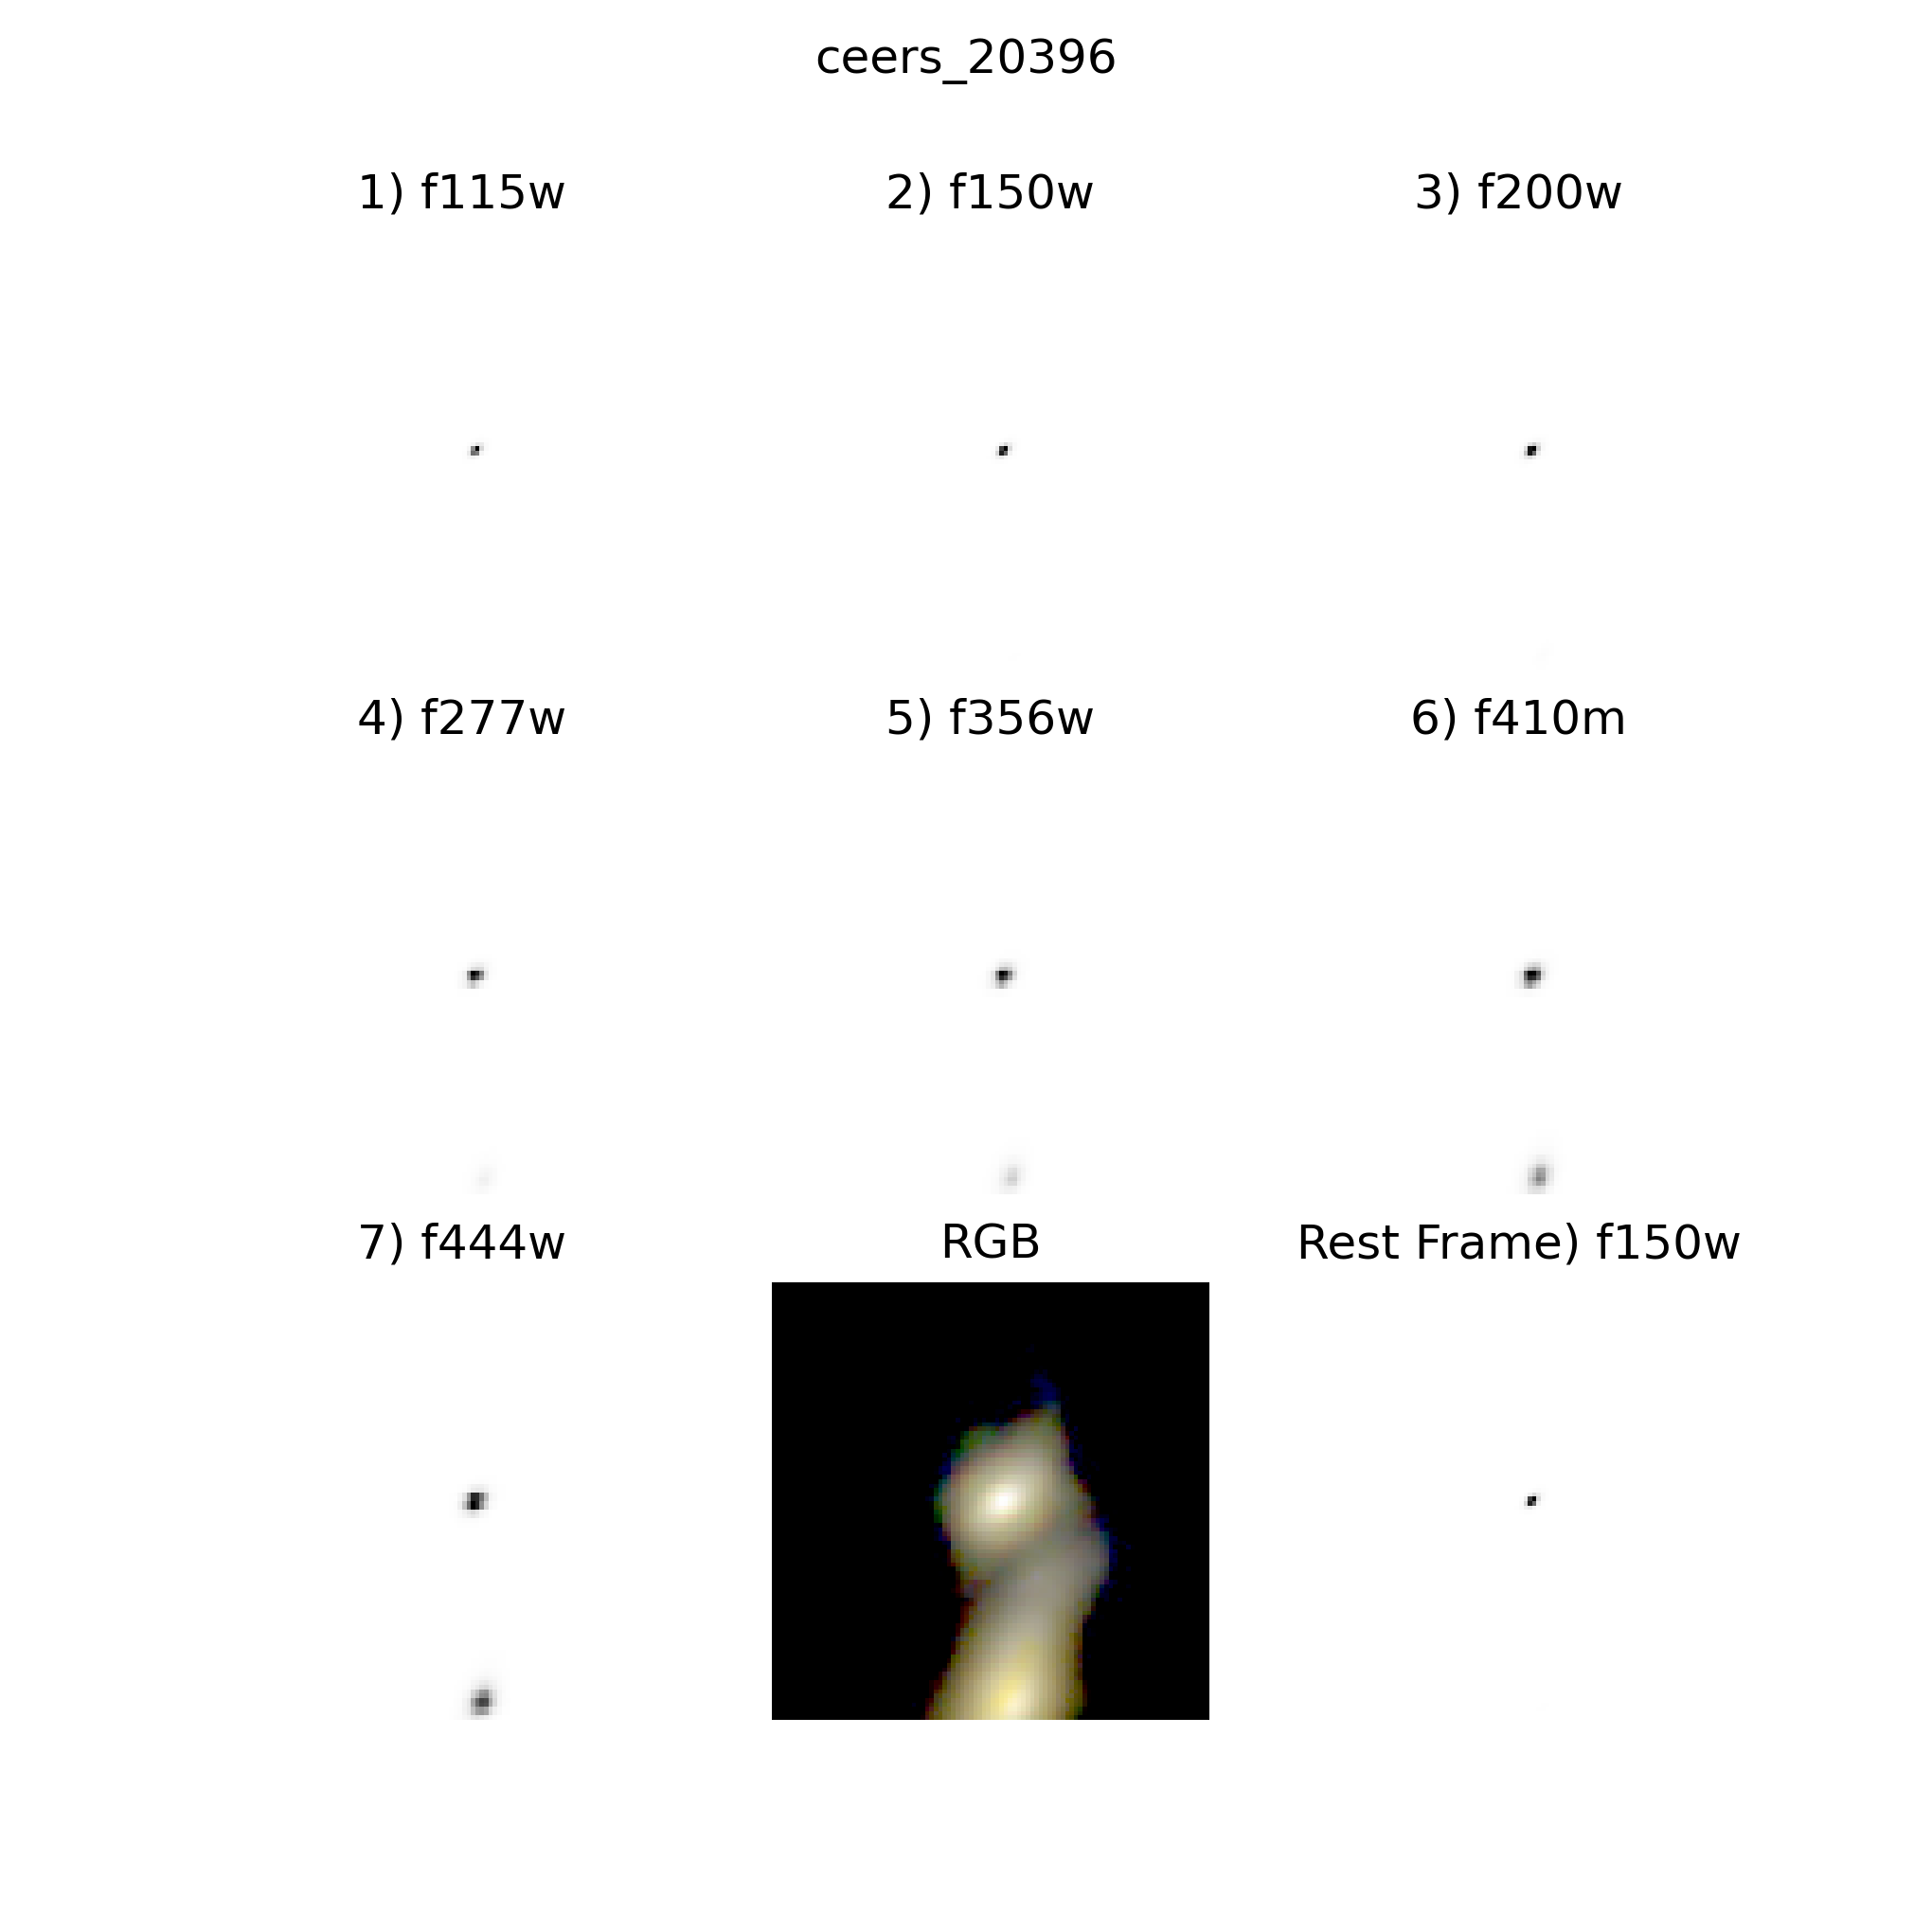 ceers_20396
1) f115w
2) f150w
3) f200w
4) f277w
5) f356w
6) f410m
7) f444w
RGB
Rest Frame) f150w